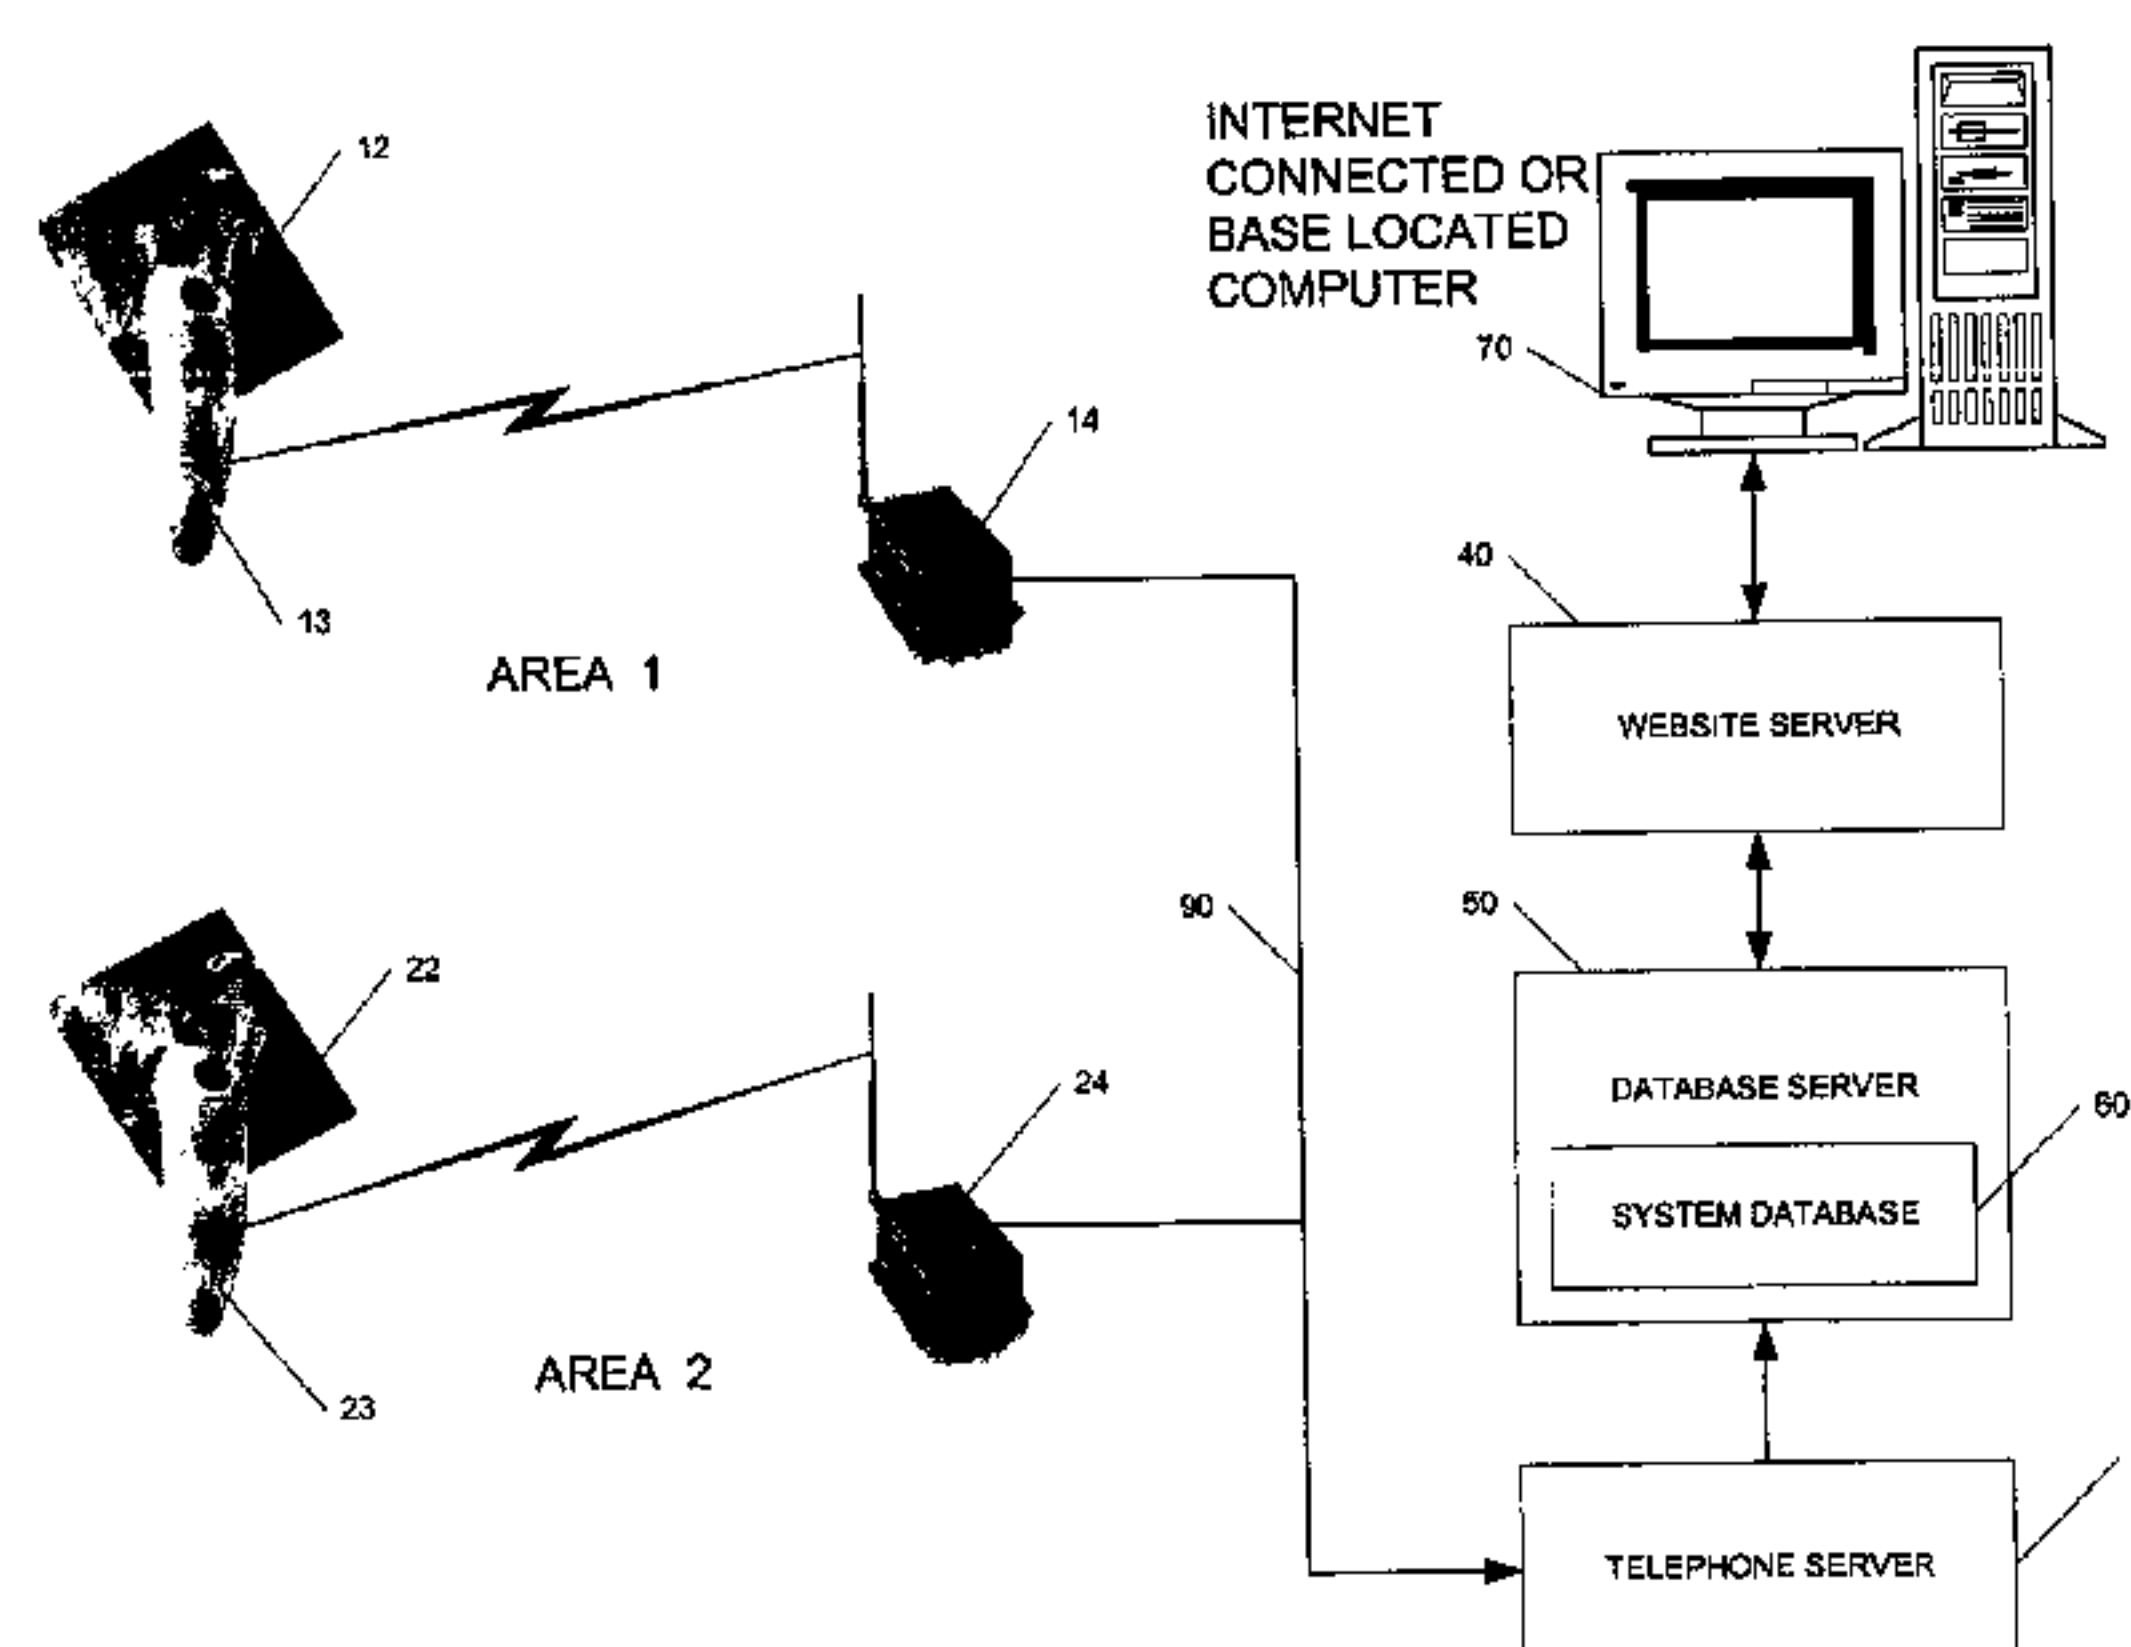 12
INTERNET
CONNECTED OR
BASE LOCATED
COMPUTER
70
14
40
13
AREA 1
WEBSITE SERVER
90
50
22
24
DATABASE SERVER
60
SYSTEM DATABASE
AREA 2
23
TELEPHONE SERVER